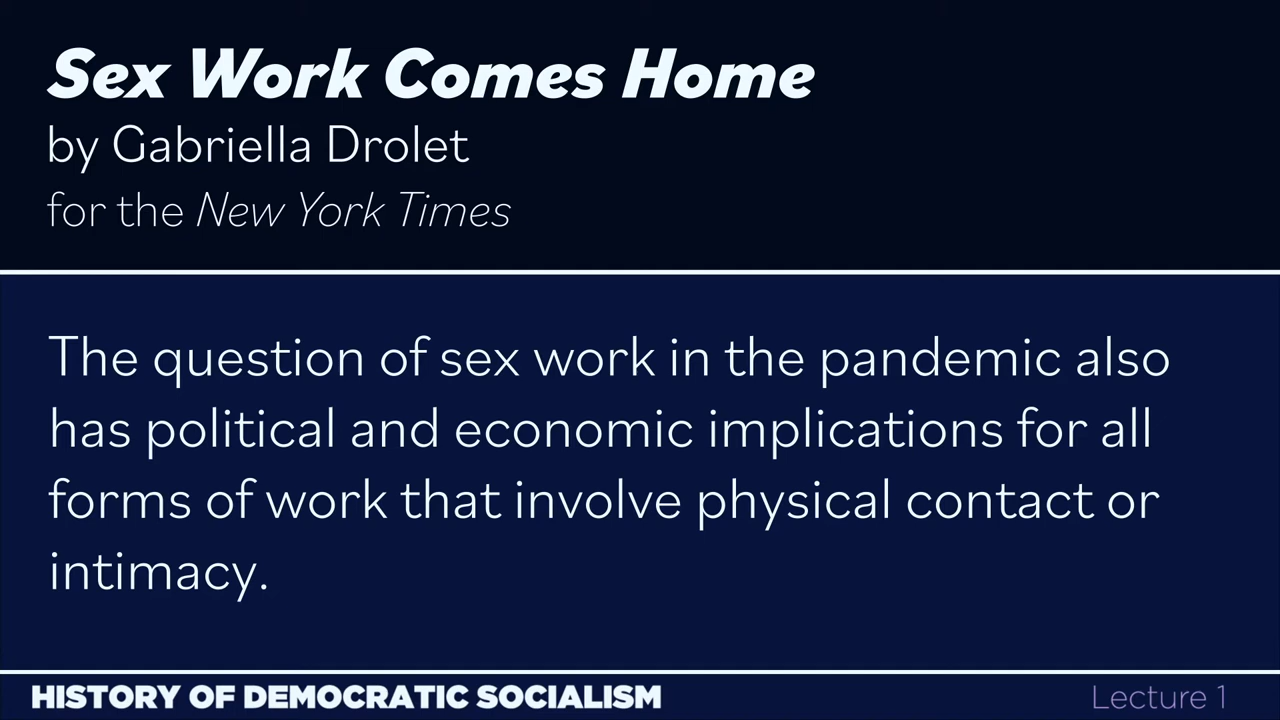 Sex Work Comes Home
by Gabriella Drolet
for the New York Times
The question of sex work in the pandemic also
has political and economic implications for all
forms of work that involve physical contact or
intimacy.
HISTORY OF DEMOCRATIC SOCIALISM
Lecture 1